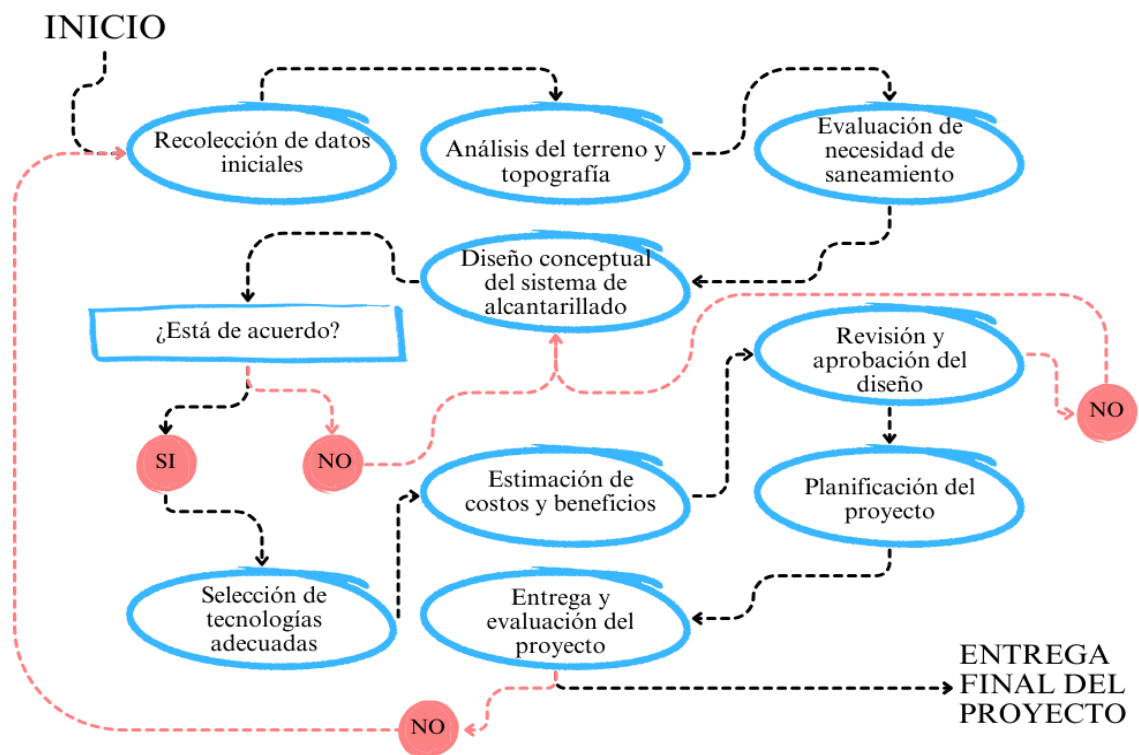 INICIO
Recolección de datos
iniciales
Análisis del terreno y
topografía
Evaluación de
necesidad de
saneamiento
Diseño conceptual
del sistema de
alcantarillado
¿Está de acuerdo?
Revisión y
aprobación del
diseño
NO
SI
NO
Estimación de
costos y beneficios
Planificación del
proyecto
Selección de
tecnologías
adecuadas
Entrega y
evaluación del
proyecto
ENTREGA
FINAL DEL
PROYECTO
NO